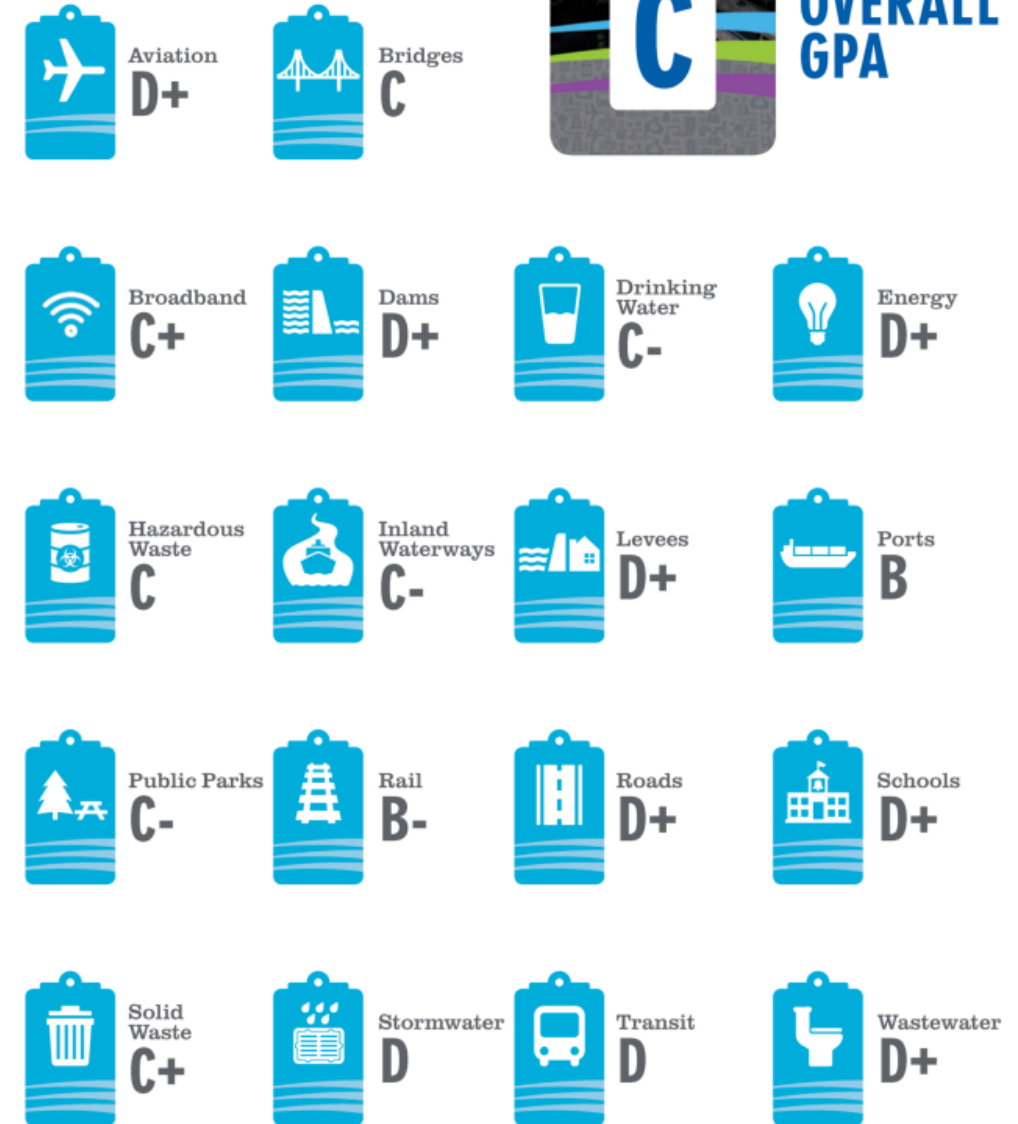 OVERALL
GPA
C
Aviation
D+
Bridges
C
Broadband
C+
Dams
D+
Drinking
Water
C-
Energy
D+
Hazardous
Waste
C
Inland
Waterways
C-
Levees
D+
Ports
B
Public Parks
C-
Rail
B-
Roads
D+
Schools
D+
Solid
Waste
C+
Stormwater
D
Transit
D
Wastewater
D+